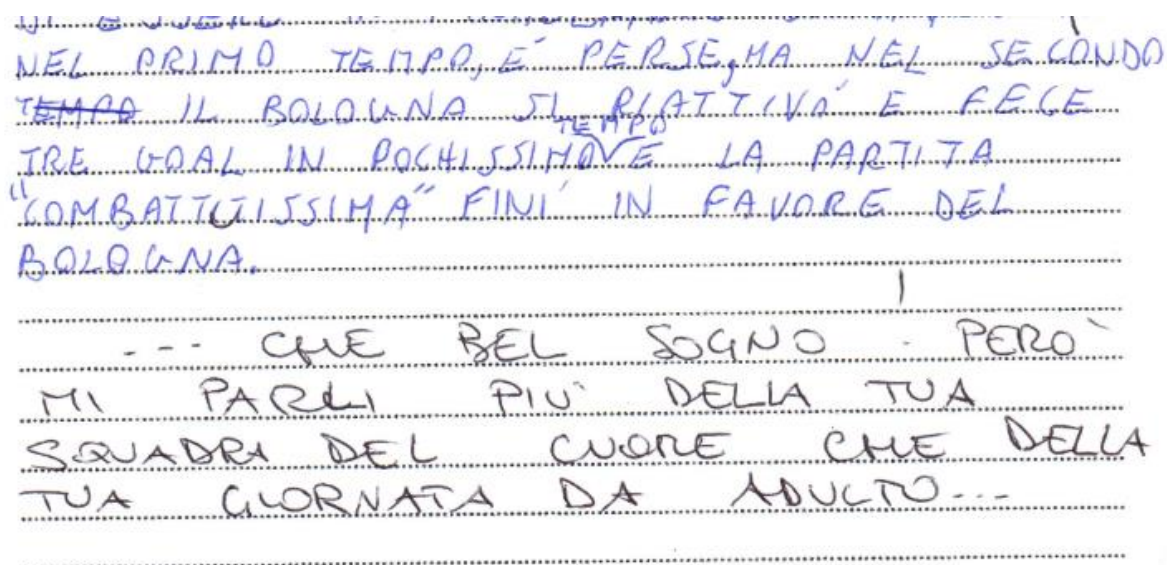 NEL PRIMO TEMPO, E' PERSE, MA NEL SECONDO
TEMPO IL BOLOGNA SI RIATTIVÒ E FECE
TRE GOAL IN POCHISSIMO TEMPO E LA PARTITA
"COMBATTUTISSIMA" FINÌ IN FAVORE DEL
BOLOGNA.
... CHE BEL SOGNO! PERÒ
MI PARLI PIÙ DELLA TUA
SQUADRA DEL CUORE CHE DELLA
TUA GIORNATA DA ADULTO...